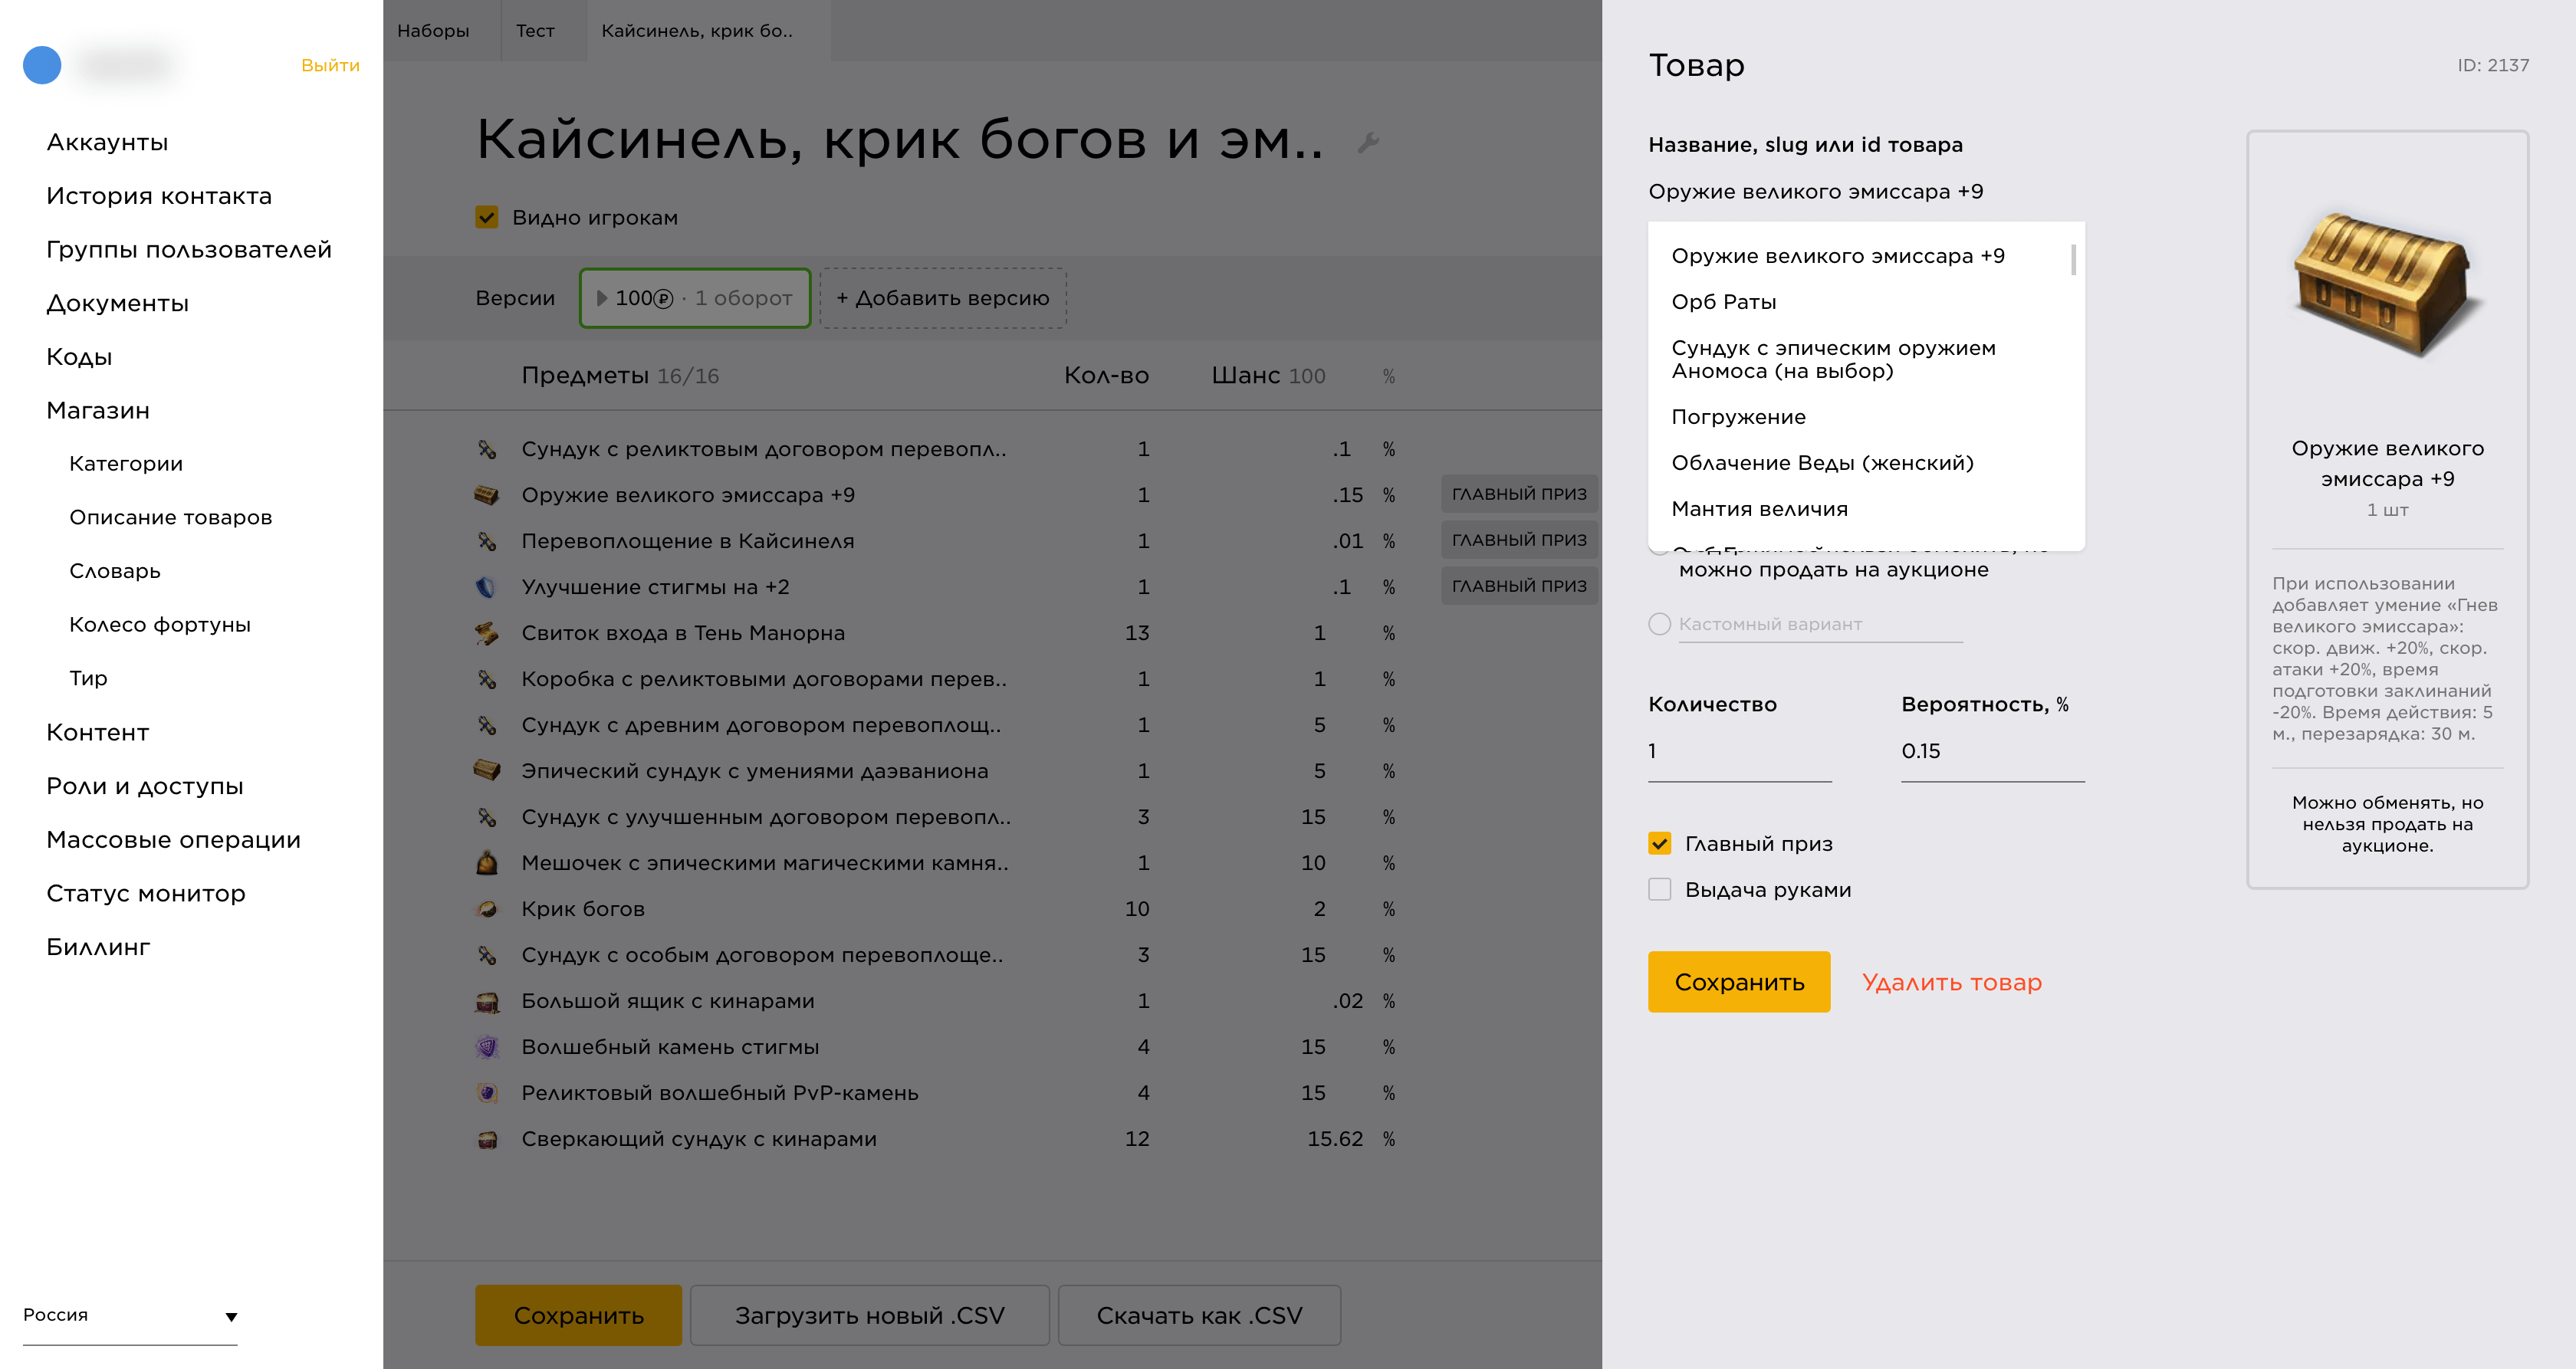 Выйти
Аккаунты
История контакта
Группы пользователей
Документы
Коды
Магазин
Категории
Описание товаров
Словарь
Колесо фортуны
Тир
Контент
Роли и доступы
Массовые операции
Статус монитор
Биллинг
Россия
Наборы
Тест
Кайсинель, крик бо..
Кайсинель, крик богов и эм..
Видно игрокам
Версии
100₽ · 1 оборот
+ Добавить версию
Предметы 16/16 Кол-во Шанс 100 %
Сундук с реликтовым договором перевопл.. 1 .1 %
Оружие великого эмиссара +9 1 .15 % ГЛАВНЫЙ ПРИЗ
Перевоплощение в Кайсинеля 1 .01 % ГЛАВНЫЙ ПРИЗ
Улучшение стигмы на +2 1 .1 % ГЛАВНЫЙ ПРИЗ
Свиток входа в Тень Манорна 13 1 %
Коробка с реликтовыми договорами перев.. 1 1 %
Сундук с древним договором перевоплощ.. 1 5 %
Эпический сундук с умениями даэваниона 1 5 %
Сундук с улучшенным договором перевопл.. 3 15 %
Мешочек с эпическими магическими камня.. 1 10 %
Крик богов 10 2 %
Сундук с особым договором перевоплоще.. 3 15 %
Большой ящик с кинарами 1 .02 %
Волшебный камень стигмы 4 15 %
Реликтовый волшебный PvP-камень 4 15 %
Сверкающий сундук с кинарами 12 15.62 %
Сохранить
Загрузить новый .CSV
Скачать как .CSV
Товар
ID: 2137
Название, slug или id товара
Оружие великого эмиссара +9
Оружие великого эмиссара +9
Орб Раты
Сундук с эпическим оружием
Аномоса (на выбор)
Погружение
Облачение Веды (женский)
Мантия величия
можно продать на аукционе
Кастомный вариант
Количество
1
Вероятность, %
0.15
Главный приз
Выдача руками
Сохранить
Удалить товар
Оружие великого
эмиссара +9
1 шт
При использовании
добавляет умение «Гнев
великого эмиссара»:
скор. движ. +20%, скор.
атаки +20%, время
подготовки заклинаний
-20%. Время действия: 5
м., перезарядка: 30 м.
Можно обменять, но
нельзя продать на
аукционе.